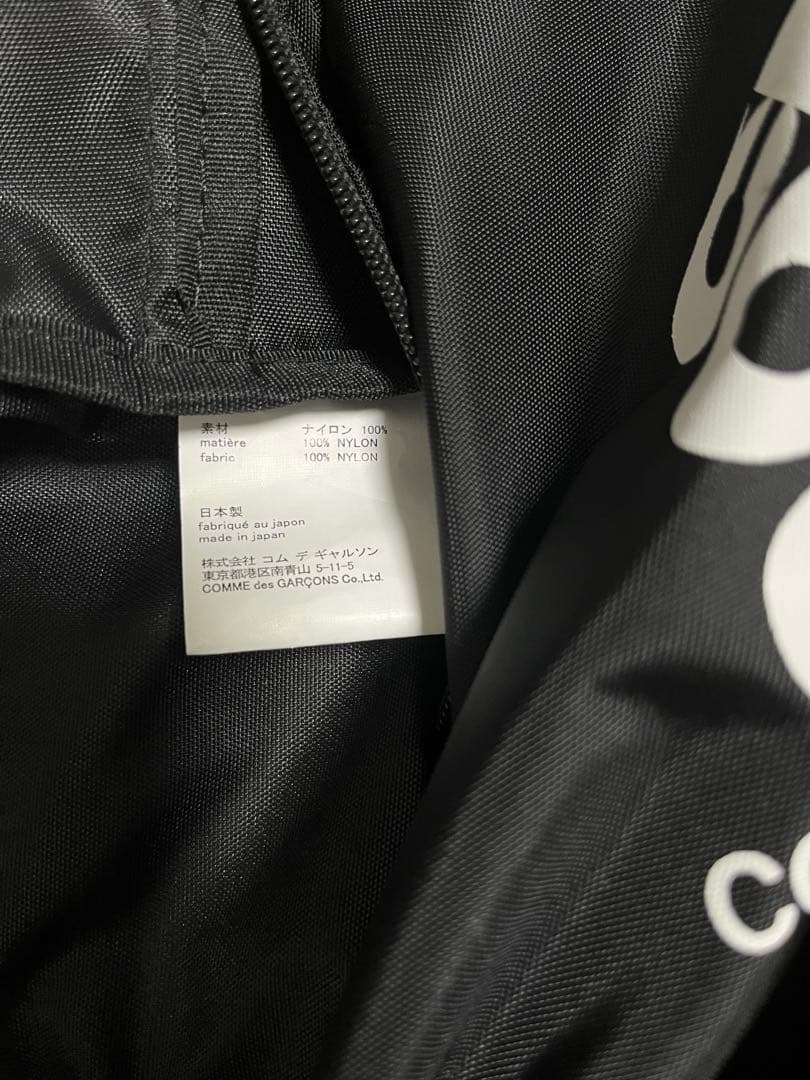 素材 ナイロン 100%
matière 100% NYLON
fabric 100% NYLON
日本製
fabriqué au japon
made in japan
株式会社 コム デ ギャルソン
東京都港区南青山 5-11-5
COMME des GARÇONS Co.,Ltd.